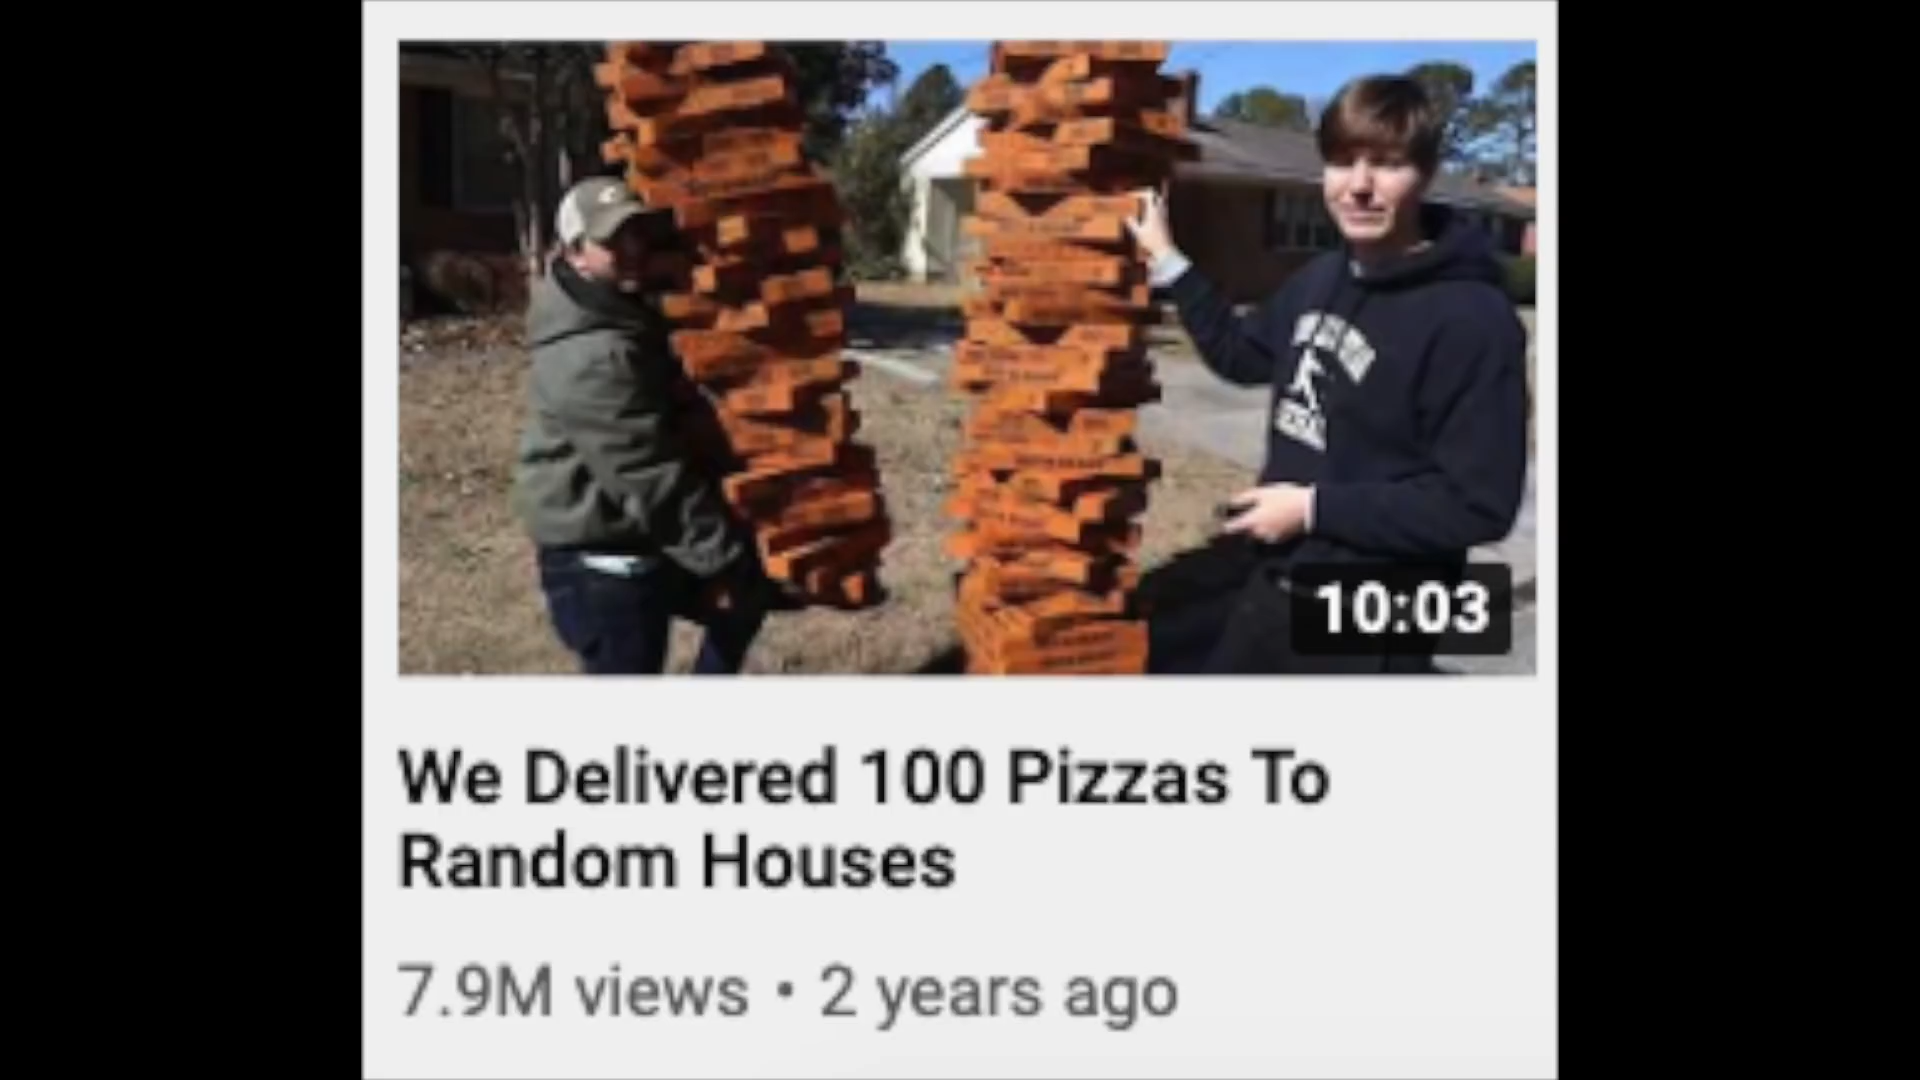 10:03
We Delivered 100 Pizzas To
Random Houses
7.9M views • 2 years ago